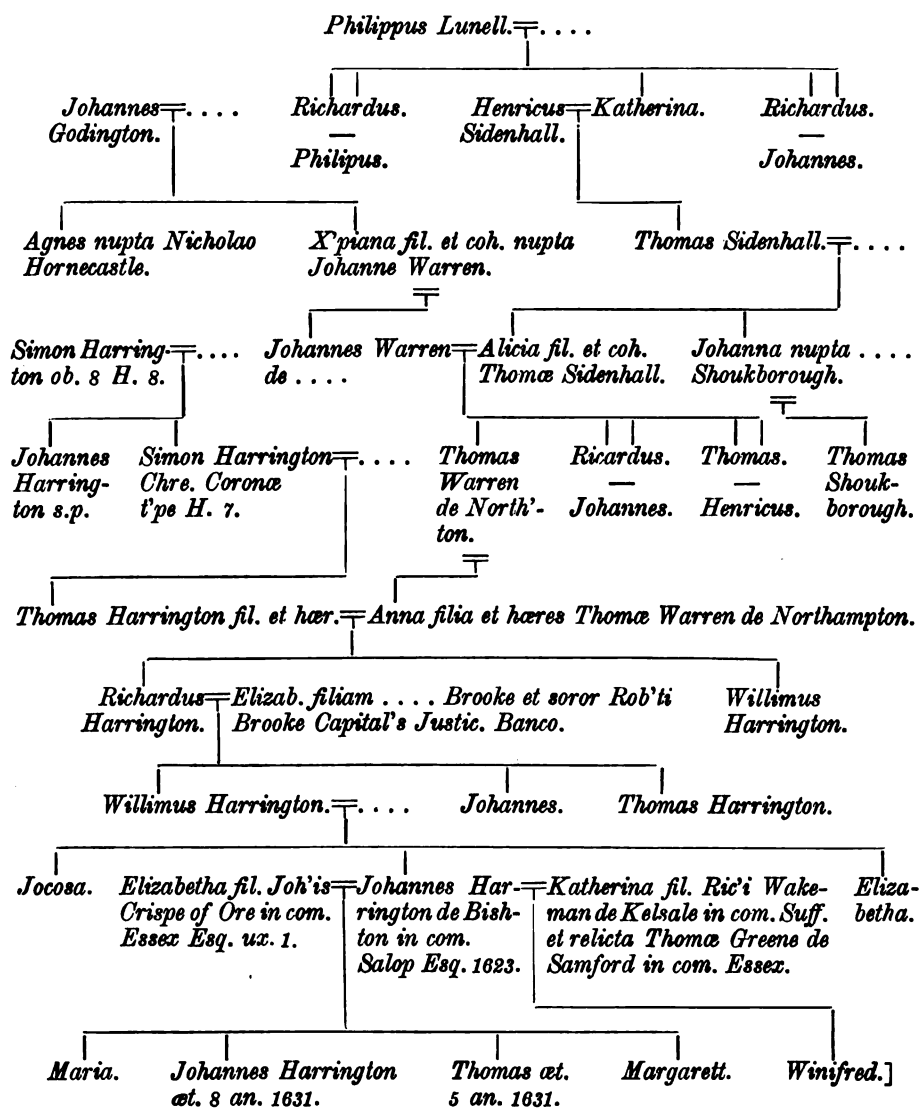 Philippus Lunell. . . . .
Johannes . . . . Richardus. Henricus Katherina. Richardus.
Godington. — Sidenhall. —
Philipus. Johannes.
Agnes nupta Nicholao X'piana fil. et coh. nupta Thomas Sidenhall. . . . .
Hornecastle. Johanne Warren.
Simon Harring- . . . . Johannes Warren Alicia fil. et coh. Johanna nupta . . . .
ton ob. 8 H. 8. de . . . . Thomæ Sidenhall. Shoukborough.
Johannes Simon Harrington . . . . Thomas Ricardus. Thomas. Thomas
Harring- Chre. Coronæ Warren — — Shouk-
ton s.p. t'pe H. 7. de North'- Johannes. Henricus. borough.
ton.
Thomas Harrington fil. et hær. Anna filia et hæres Thomæ Warren de Northampton.
Richardus Elizab. filiam . . . . Brooke et soror Rob'ti Willimus
Harrington. Brooke Capital's Justic. Banco. Harrington.
Willimus Harrington. . . . . Johannes. Thomas Harrington.
Jocosa. Elizabetha fil. Joh'is Johannes Har- Katherina fil. Ric'i Wake- Eliza-
Crispe of Ore in com. rington de Bish- man de Kelsale in com. Suff. betha.
Essex Esq. ux. 1. ton in com. et relicta Thomæ Greene de
Salop Esq. 1623. Samford in com. Essex.
Maria. Johannes Harrington Thomas æt. Margarett. Winifred.]
æt. 8 an. 1631. 5 an. 1631.